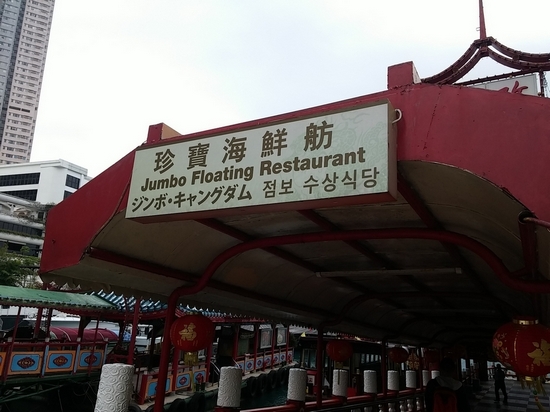 珍寶海鮮舫
Jumbo Floating Restaurant
ジンボ・キャングダム 점보 수상식당